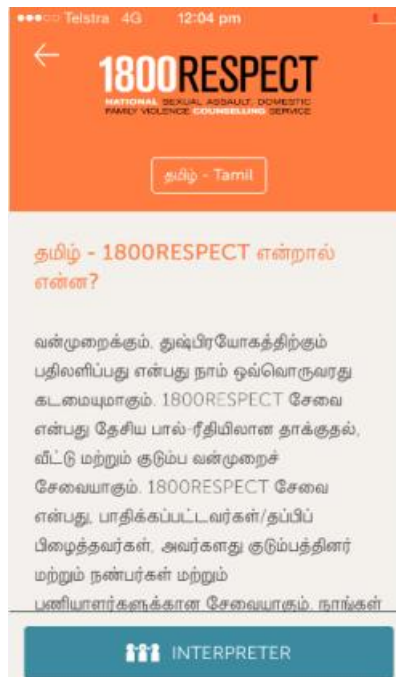 Telstra 4G 12:04 pm
1800RESPECT
NATIONAL SEXUAL ASSAULT, DOMESTIC
FAMILY VIOLENCE COUNSELLING SERVICE
தமிழ் - Tamil
தமிழ் - 1800RESPECT என்றால்
என்ன?
வன்முறைக்கும், துஷ்பிரயோகத்திற்கும்
பதிலளிப்பது என்பது நாம் ஒவ்வொருவரது
கடமையுமாகும். 1800RESPECT சேவை
என்பது தேசிய பால்-ரீதியிலான தாக்குதல்,
வீட்டு மற்றும் குடும்ப வன்முறைச்
சேவையாகும். 1800RESPECT சேவை
என்பது, பாதிக்கப்பட்டவர்கள்/தப்பிப்
பிழைத்தவர்கள், அவர்களது குடும்பத்தினர்
மற்றும் நண்பர்கள் மற்றும்
பணியாளர்களுக்கான சேவையாகும். நாங்கள்
INTERPRETER